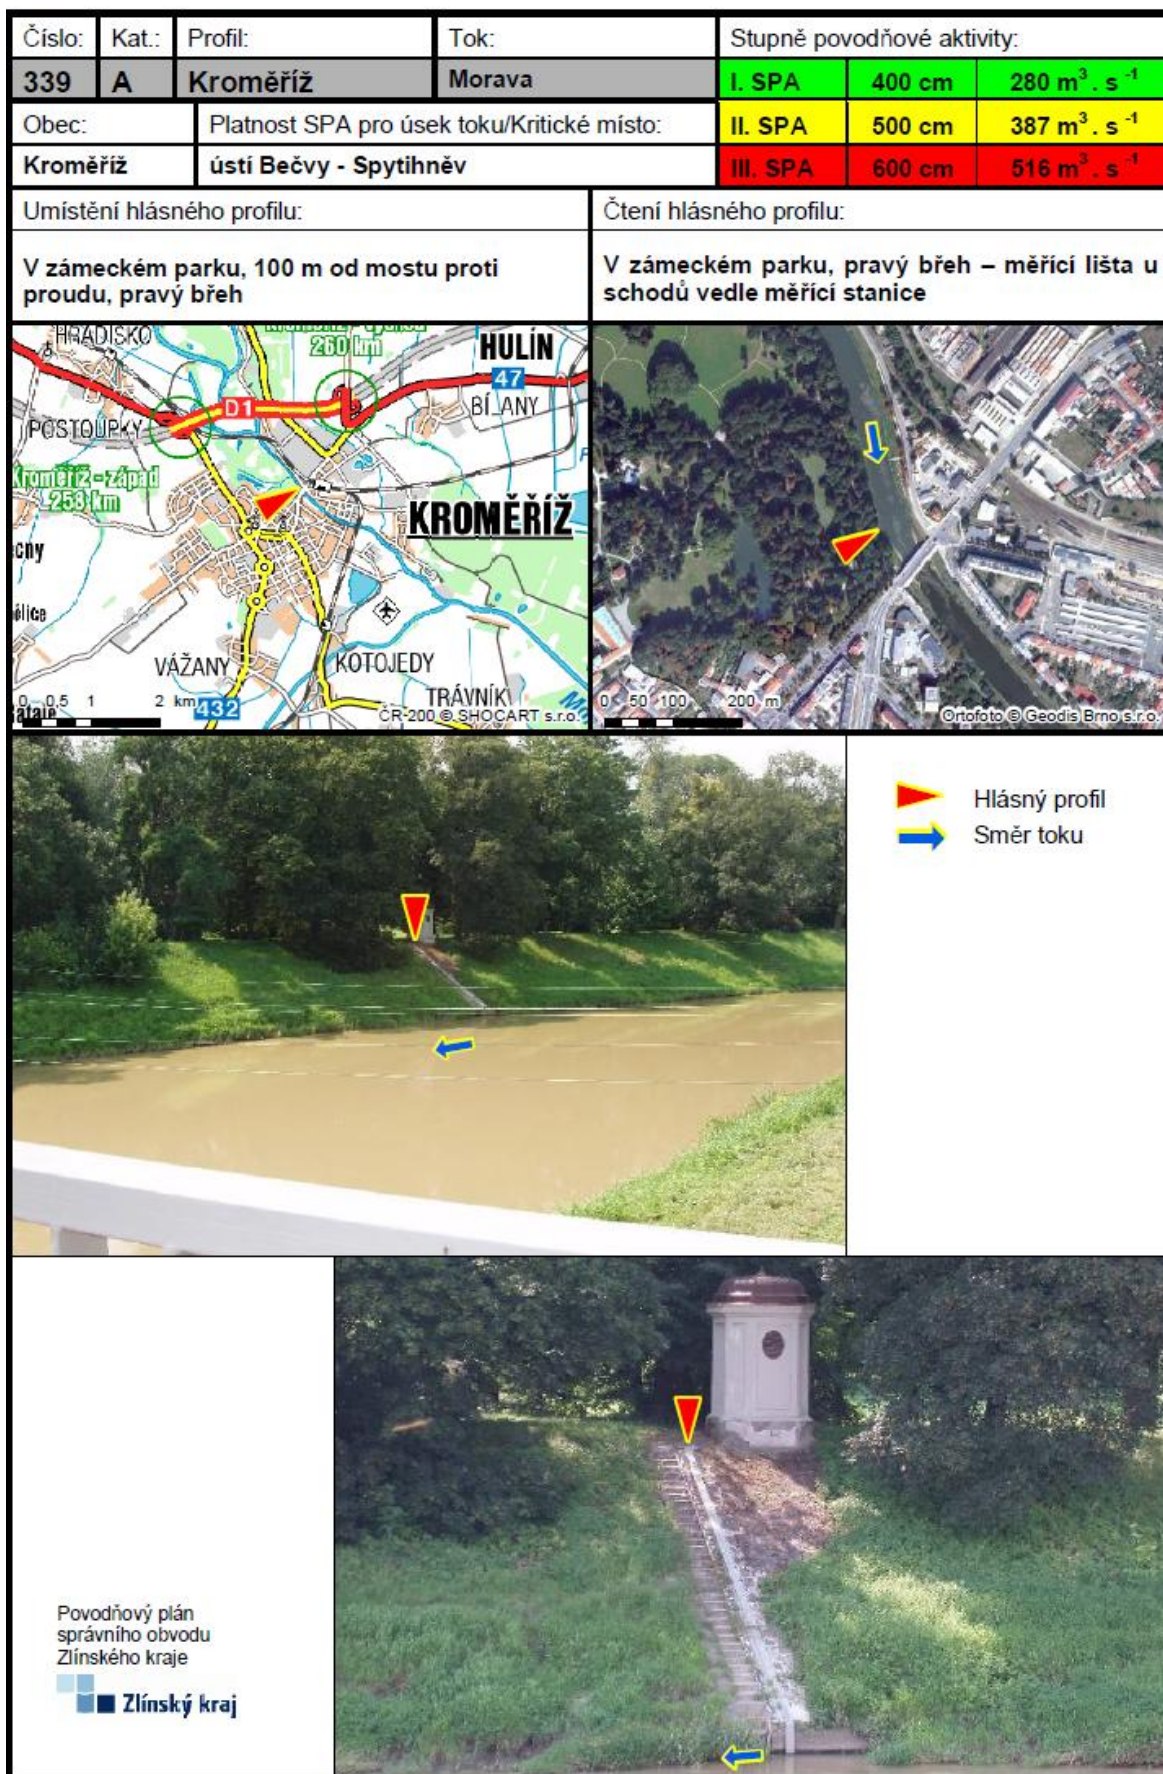 Číslo: Kat.: Profil: Tok: Stupně povodňové aktivity:
339 A Kroměříž Morava I. SPA 400 cm 280 m³ . s ⁻¹
Obec: Platnost SPA pro úsek toku/Kritické místo: II. SPA 500 cm 387 m³ . s ⁻¹
Kroměříž ústí Bečvy - Spytihněv III. SPA 600 cm 516 m³ . s ⁻¹
Umístění hlásného profilu:
V zámeckém parku, 100 m od mostu proti
proudu, pravý břeh
Čtení hlásného profilu:
V zámeckém parku, pravý břeh – měřící lišta u
schodů vedle měřící stanice
HRADISKO
260 km
HULÍN
47
BÍLANY
D1
POSTOUPKY
Kroměříž - západ
258 km
KROMĚŘÍŽ
VÁŽANY
KOTOJEDY
TRÁVNÍK
0 0,5 1 2 km
432
ČR-200 © SHOCART s.r.o.
0 50 100 200 m
Ortofoto © Geodis Brno s.r.o.
Hlásný profil
Směr toku
Povodňový plán
správního obvodu
Zlínského kraje
Zlínský kraj